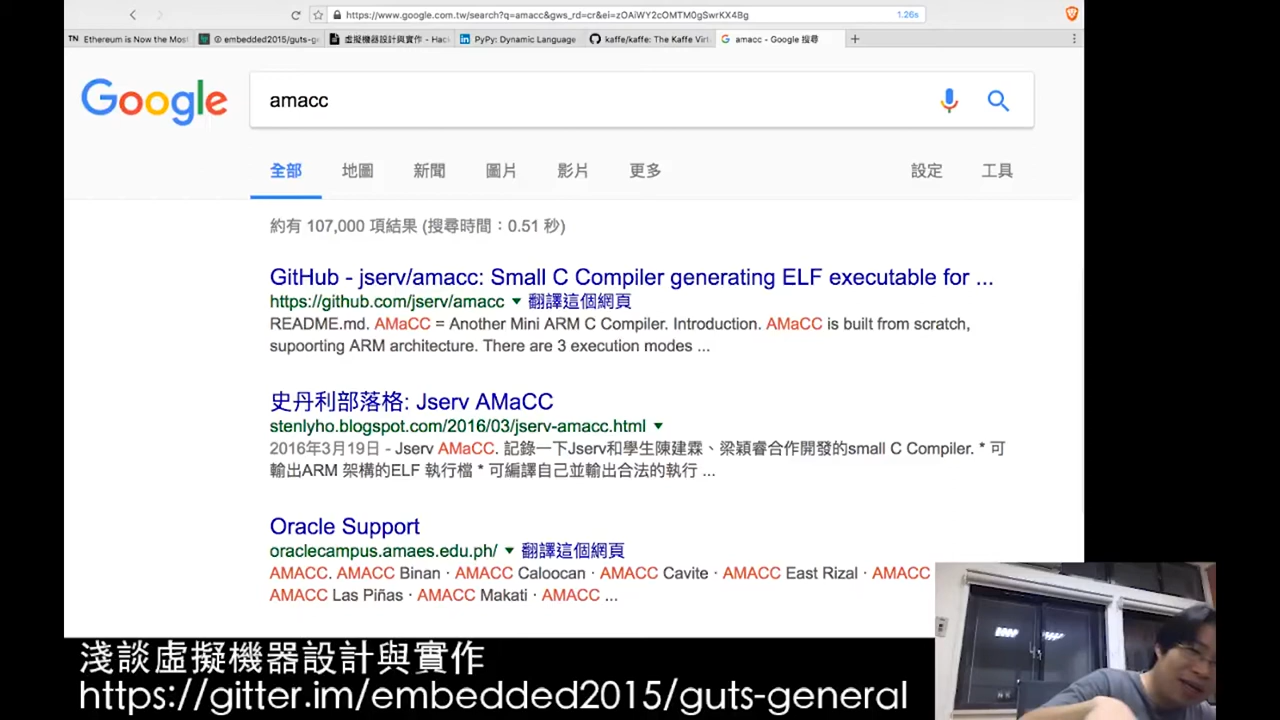 https://www.google.com.tw/search?q=amacc&gws_rd=cr&ei=zOAiWY2cOMTM0gSwrKX4Bg
1.26s
TN Ethereum is Now the Most
embedded2015/guts-ge
虛擬機器設計與實作 - Hac
PyPy: Dynamic Language
kaffe/kaffe: The Kaffe Virt
amacc - Google 搜尋
Google
amacc
全部 地圖 新聞 圖片 影片 更多 設定 工具
約有 107,000 項結果 (搜尋時間：0.51 秒)
GitHub - jserv/amacc: Small C Compiler generating ELF executable for ...
https://github.com/jserv/amacc 翻譯這個網頁
README.md. AMaCC = Another Mini ARM C Compiler. Introduction. AMaCC is built from scratch,
supoorting ARM architecture. There are 3 execution modes ...
史丹利部落格: Jserv AMaCC
stenlyho.blogspot.com/2016/03/jserv-amacc.html
2016年3月19日 - Jserv AMaCC. 記錄一下Jserv和學生陳建霖、梁穎睿合作開發的small C Compiler. * 可
輸出ARM 架構的ELF 執行檔 * 可編譯自己並輸出合法的執行 ...
Oracle Support
oraclecampus.amaes.edu.ph/ 翻譯這個網頁
AMACC. AMACC Binan · AMACC Caloocan · AMACC Cavite · AMACC East Rizal · AMACC
AMACC Las Piñas · AMACC Makati · AMACC ...
淺談虛擬機器設計與實作
https://gitter.im/embedded2015/guts-general